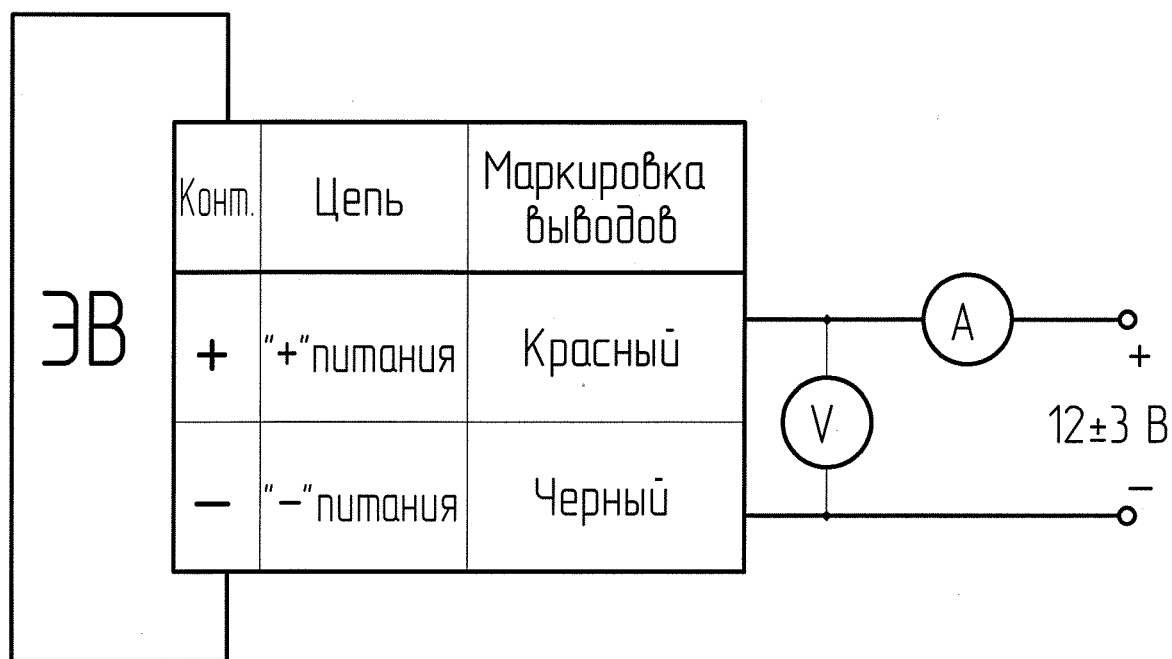 ЭВ
Конт.
Цепь
Маркировка
выводов
+
"+"питания
Красный
−
"−"питания
Черный
A
V
+
12±3 В
−